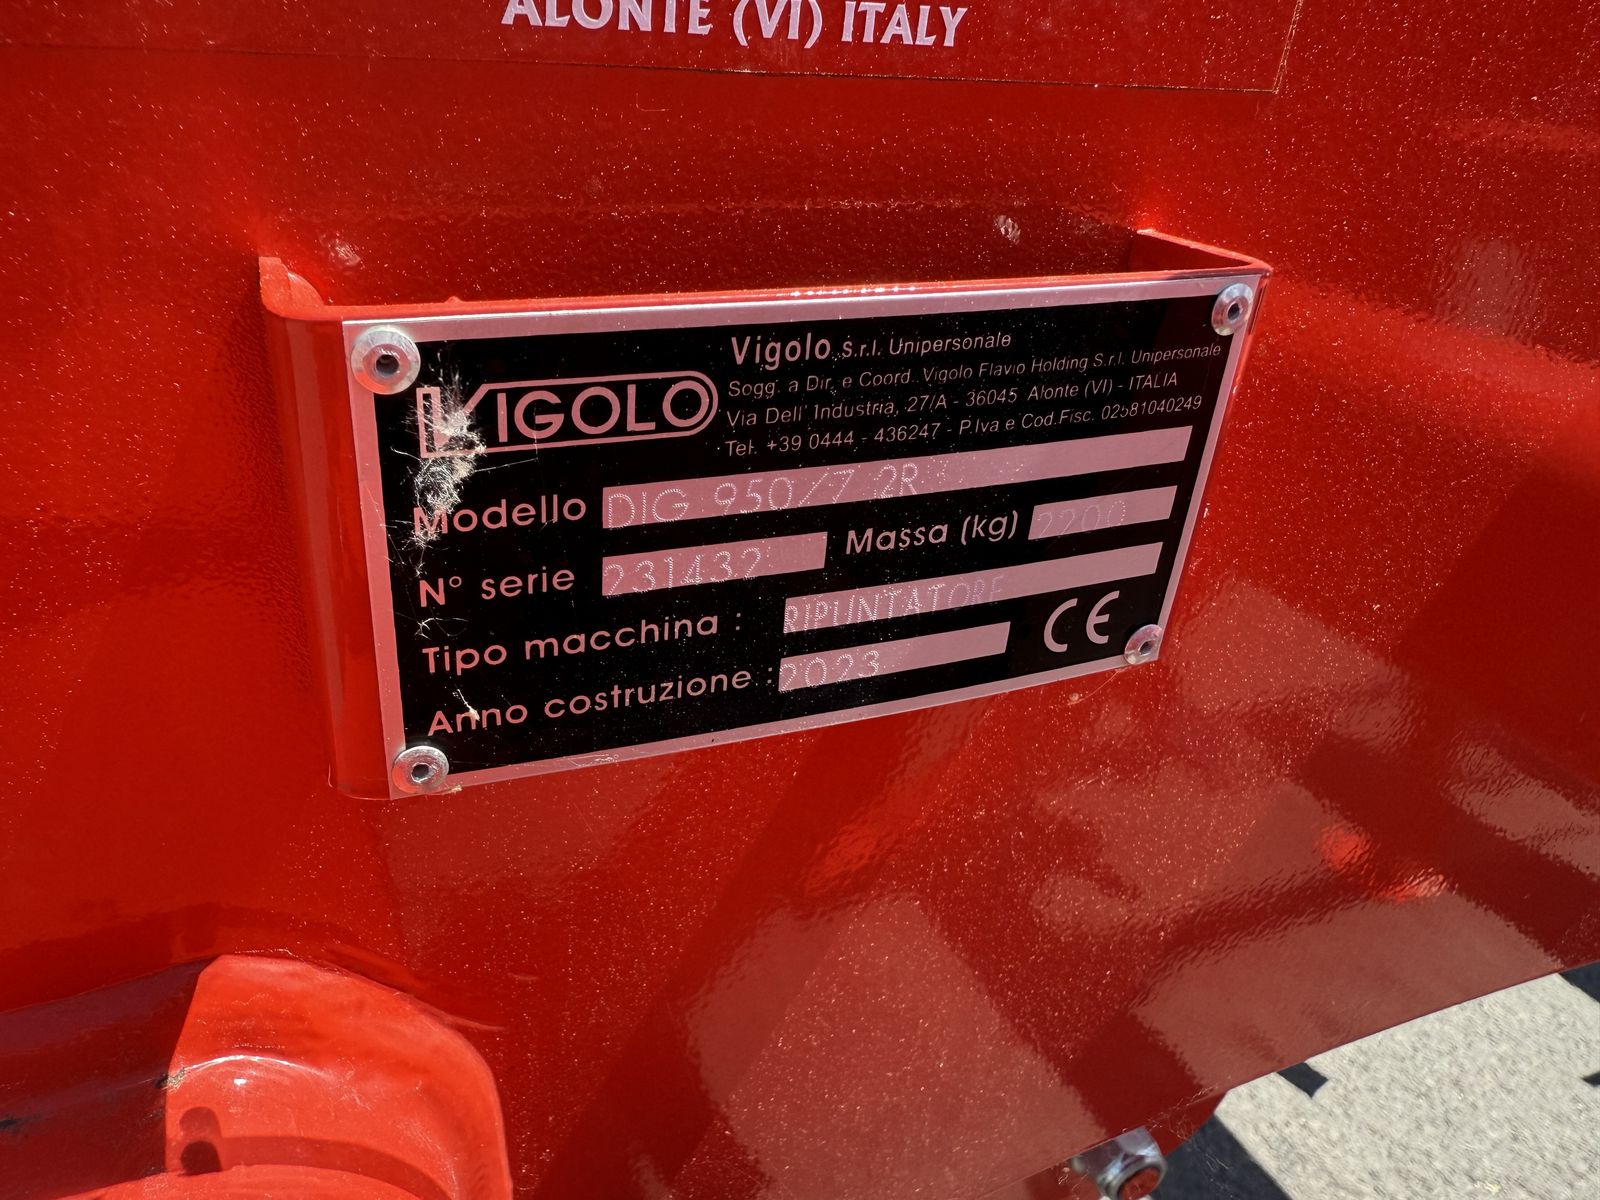 ALONTE (VI) ITALY
VIGOLO
Vigolo s.r.l. Unipersonale
Sogg. a Dir. e Coord. Vigolo Flavio Holding S.r.l. Unipersonale
Via Dell' Industria, 27/A - 36045 Alonte (VI) - ITALIA
Tel. +39 0444 - 436247 - P.Iva e Cod.Fisc. 02581040249
Modello DIG 950/7 2R
N° serie 231432 Massa (kg) 2200
Tipo macchina : RIPUNTATORE
Anno costruzione : 2023 CE